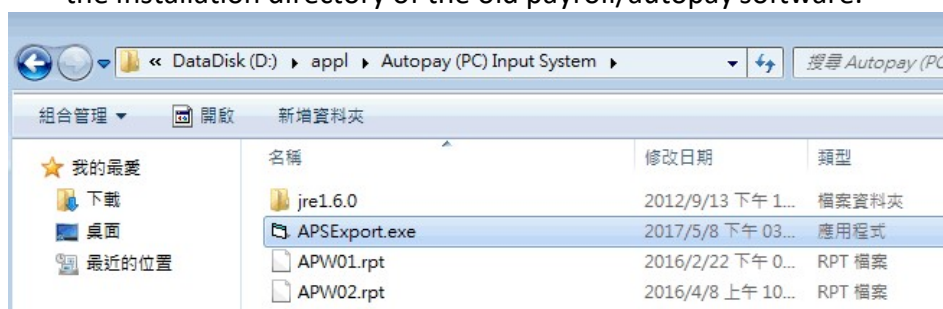 the installation directory of the old payroll/autopay software.
« DataDisk (D:) ▸ appl ▸ Autopay (PC) Input System ▸ 搜尋 Autopay (PC
組合管理 ▼ 開啟 新增資料夾
我的最愛
下載
桌面
最近的位置
名稱 修改日期 類型
jre1.6.0 2012/9/13 下午 1... 檔案資料夾
APSExport.exe 2017/5/8 下午 03... 應用程式
APW01.rpt 2016/2/22 下午 0... RPT 檔案
APW02.rpt 2016/4/8 上午 10... RPT 檔案